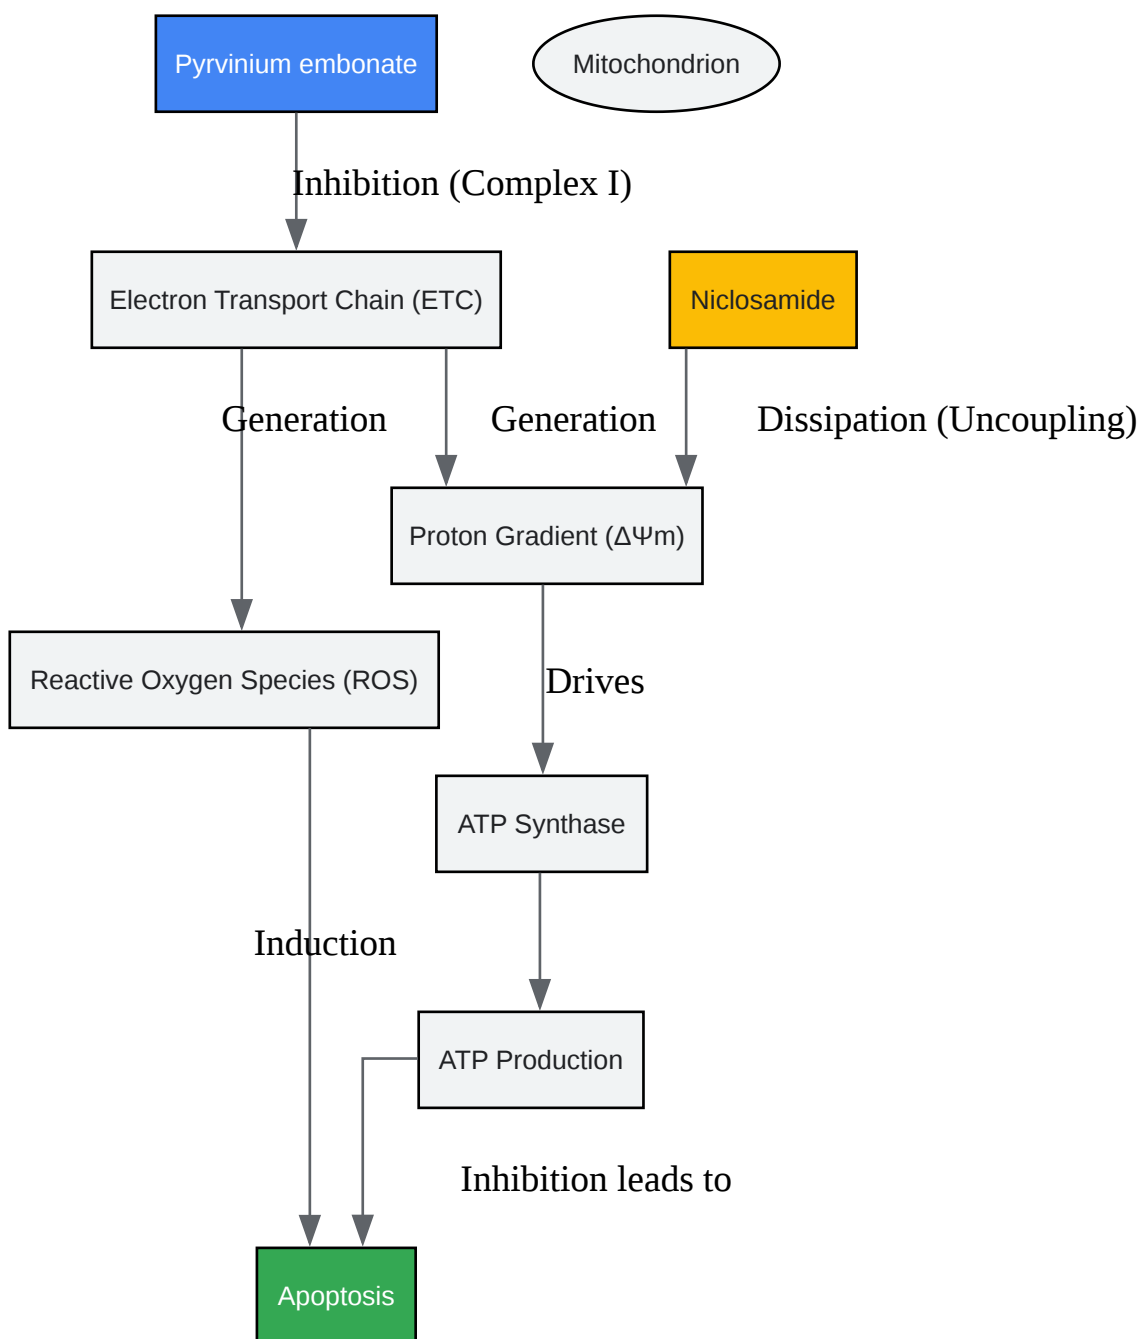 Pyrvinium embonate
Mitochondrion
Inhibition (Complex I)
Electron Transport Chain (ETC)
Niclosamide
Generation
Generation
Dissipation (Uncoupling)
Proton Gradient (ΔΨm)
Reactive Oxygen Species (ROS)
Drives
ATP Synthase
Induction
ATP Production
Inhibition leads to
Apoptosis